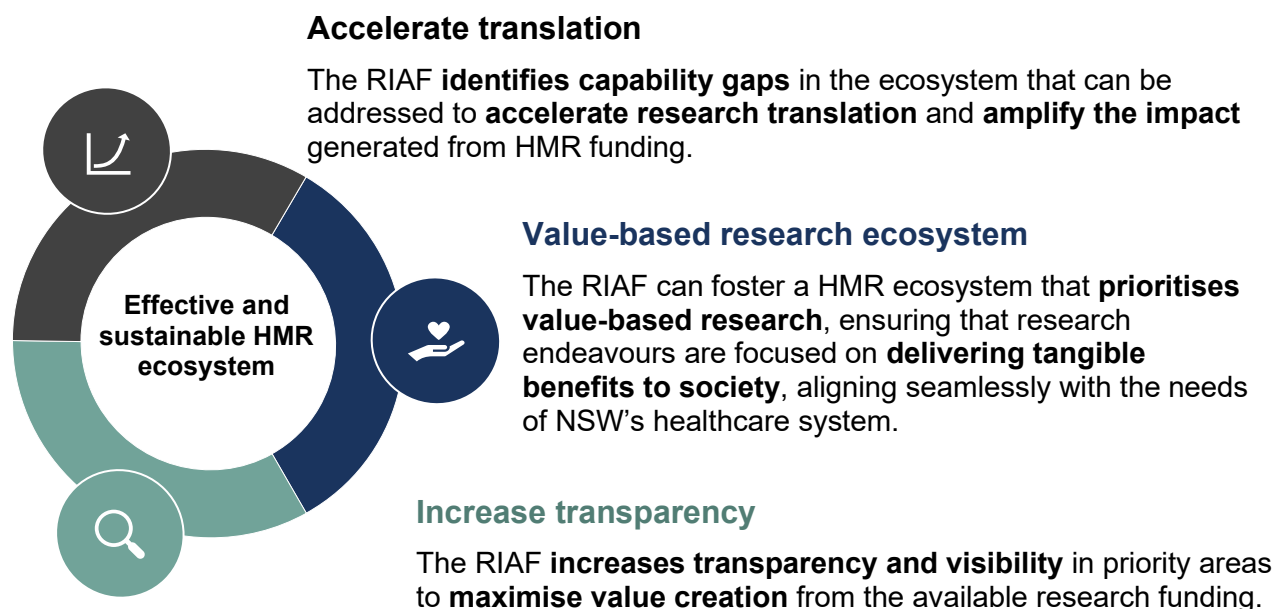 Accelerate translation
The RIAF identifies capability gaps in the ecosystem that can be
addressed to accelerate research translation and amplify the impact
generated from HMR funding.
Effective and
sustainable HMR
ecosystem
Value-based research ecosystem
The RIAF can foster a HMR ecosystem that prioritises
value-based research, ensuring that research
endeavours are focused on delivering tangible
benefits to society, aligning seamlessly with the needs
of NSW’s healthcare system.
Increase transparency
The RIAF increases transparency and visibility in priority areas
to maximise value creation from the available research funding.